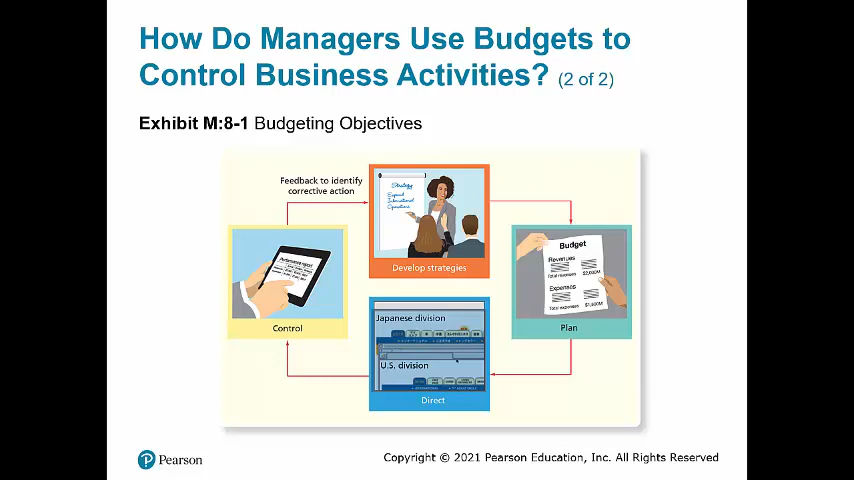 How Do Managers Use Budgets to
Control Business Activities? (2 of 2)
Exhibit M:8-1 Budgeting Objectives
Feedback to identify
corrective action
Strategy
Expand
International
Operations
Develop strategies
Performance report
Control
Budget
Revenues
Total revenues $2,000M
Expenses
Total expenses
Plan
Japanese division
U.S. division
Direct
Pearson
Copyright © 2021 Pearson Education, Inc. All Rights Reserved